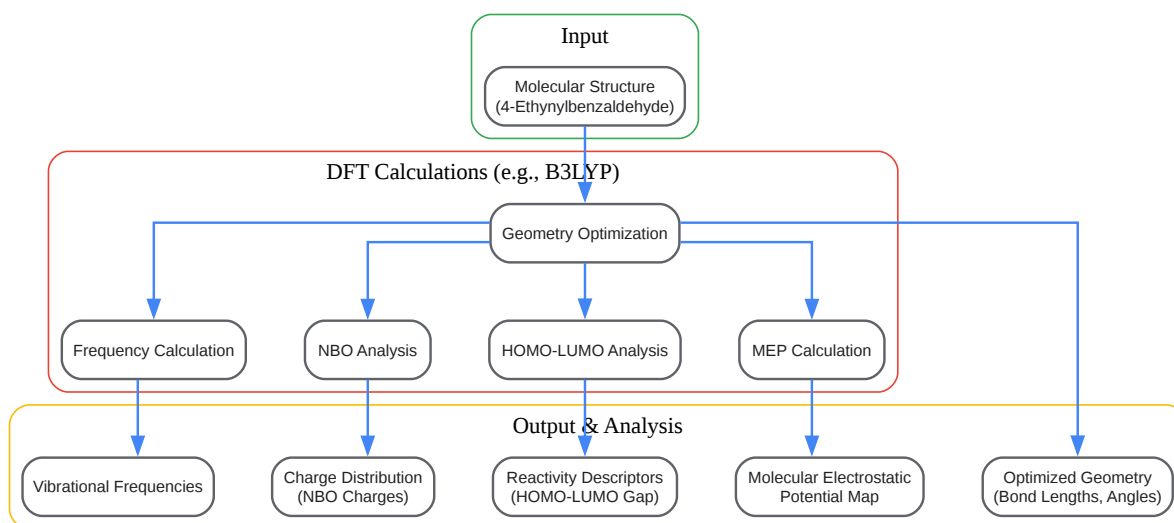 Input
Molecular Structure
(4-Ethynylbenzaldehyde)
DFT Calculations (e.g., B3LYP)
Geometry Optimization
Frequency Calculation
NBO Analysis
HOMO-LUMO Analysis
MEP Calculation
Output & Analysis
Vibrational Frequencies
Charge Distribution
(NBO Charges)
Reactivity Descriptors
(HOMO-LUMO Gap)
Molecular Electrostatic
Potential Map
Optimized Geometry
(Bond Lengths, Angles)